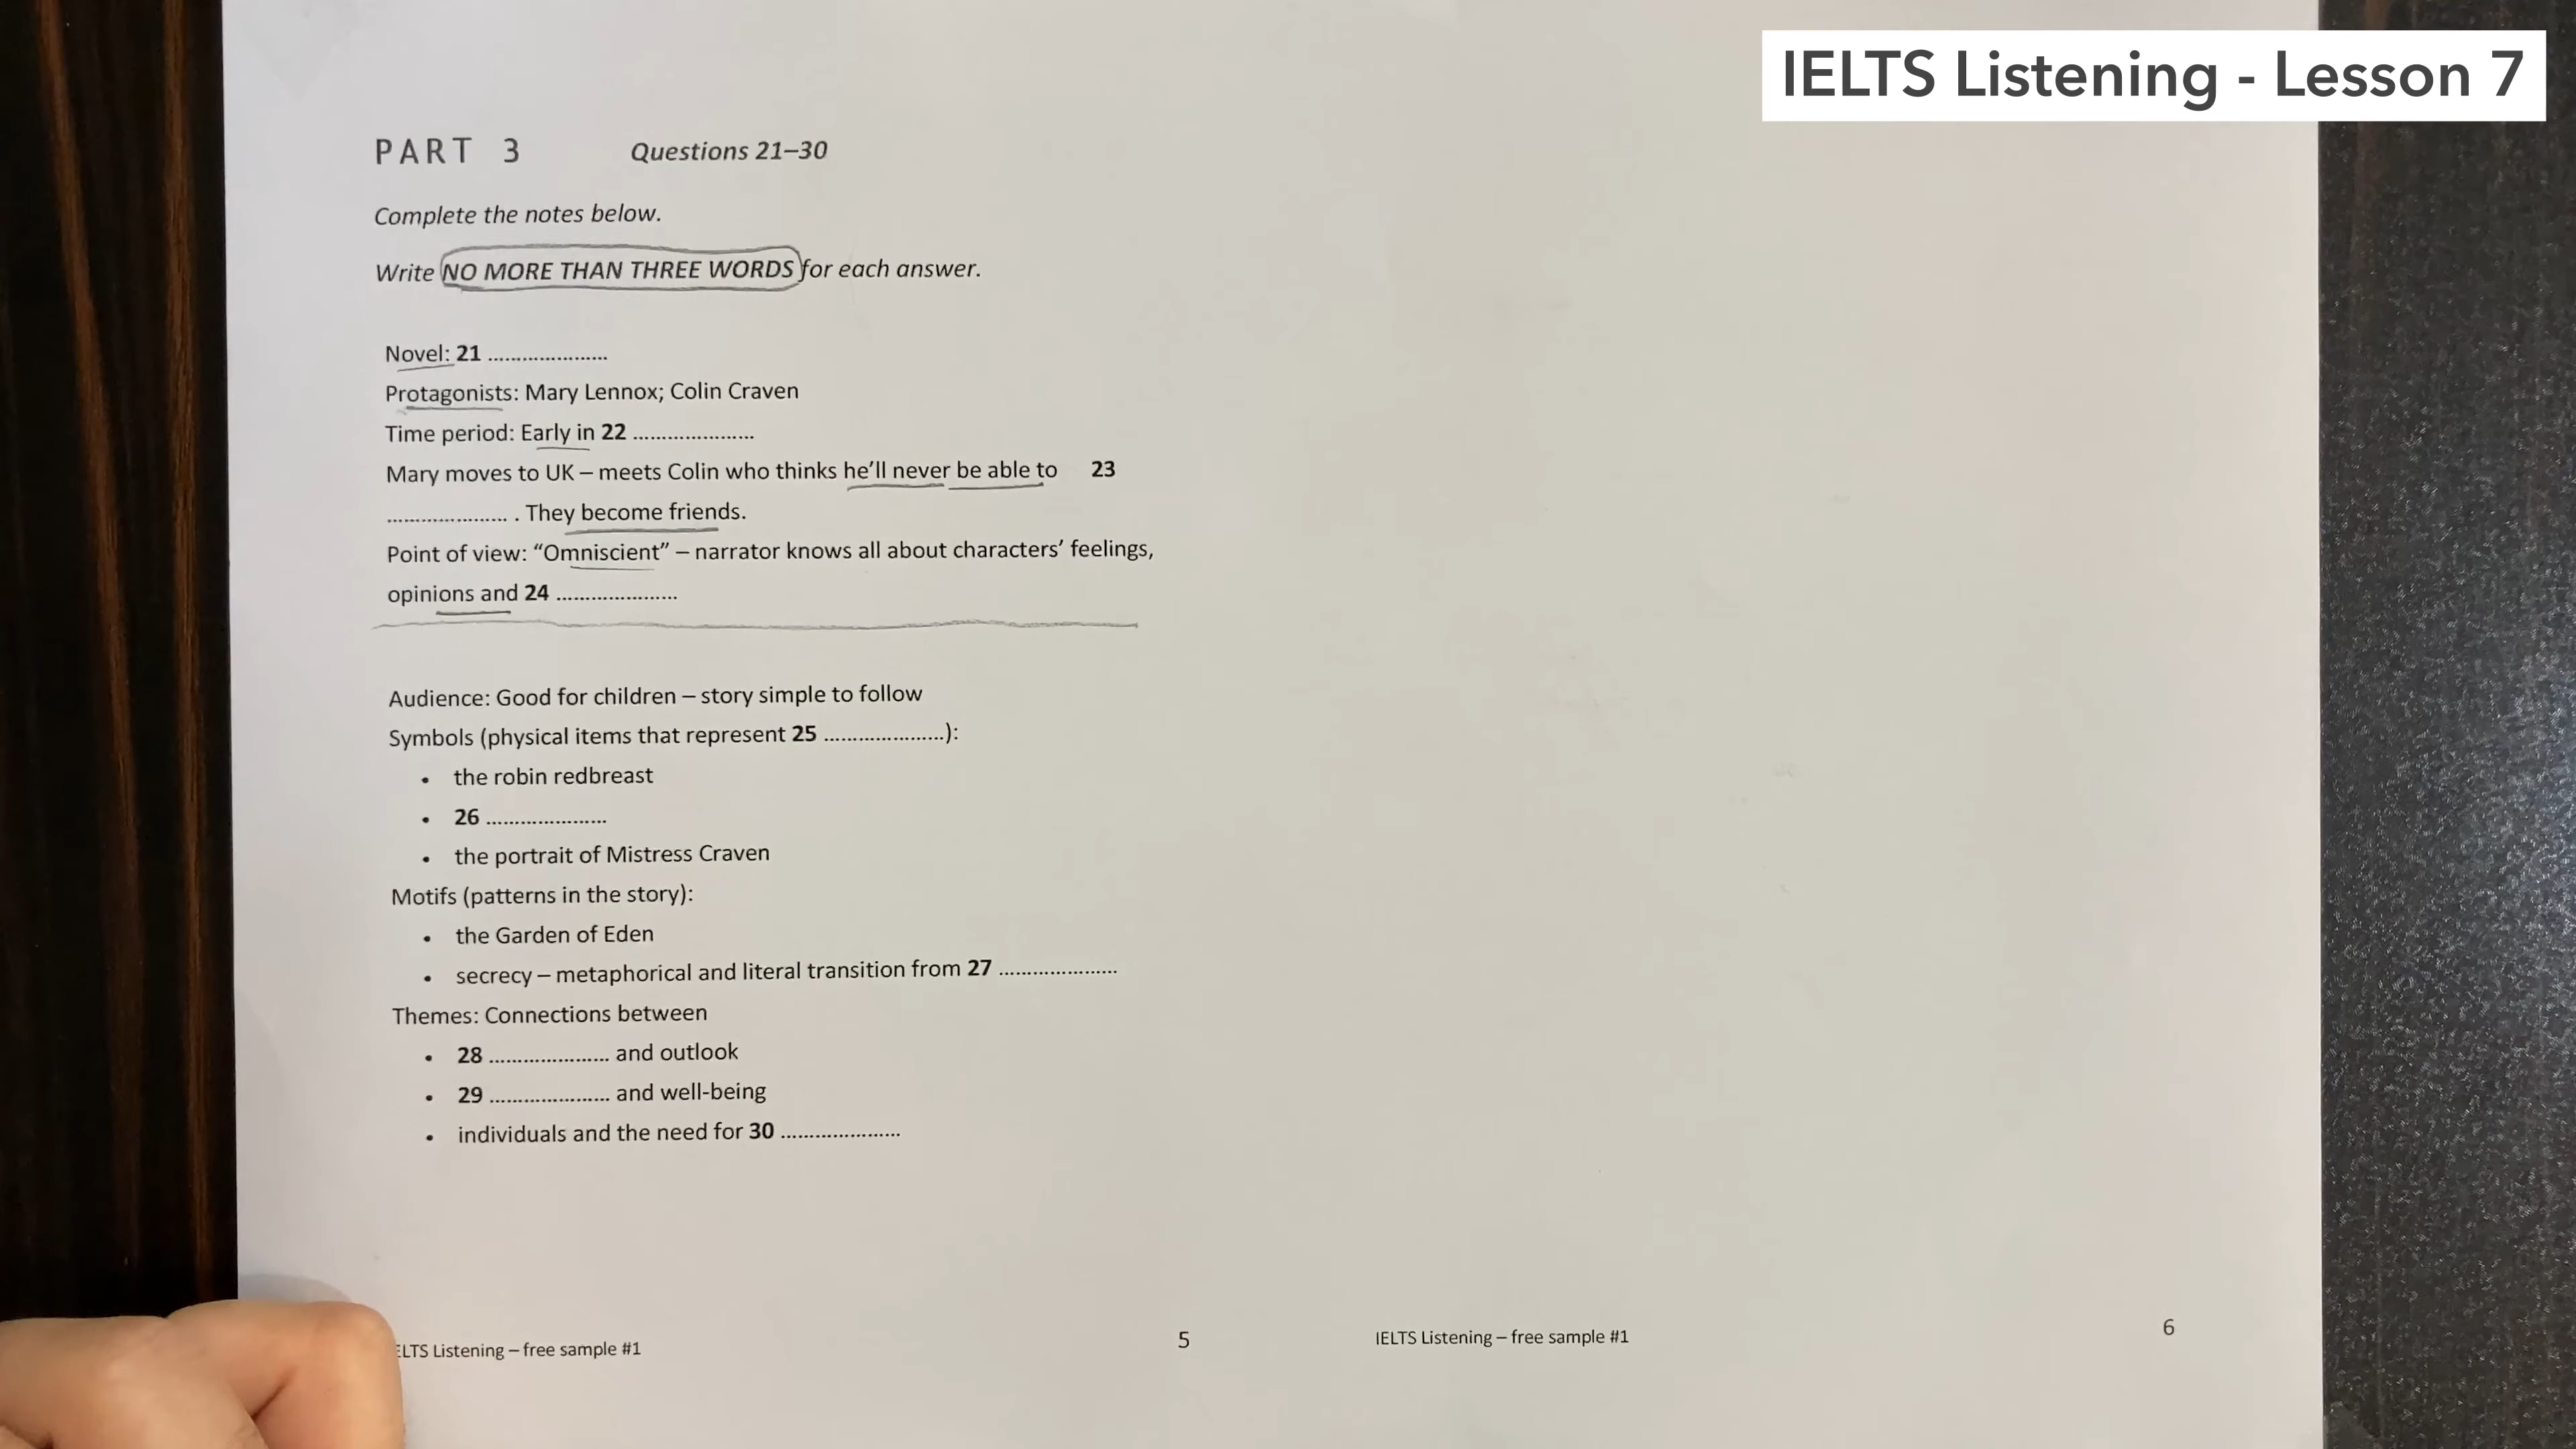 IELTS Listening - Lesson 7
PART 3 Questions 21–30
Complete the notes below.
Write NO MORE THAN THREE WORDS for each answer.
Novel: 21 .....................
Protagonists: Mary Lennox; Colin Craven
Time period: Early in 22 .....................
Mary moves to UK – meets Colin who thinks he'll never be able to 23
..................... . They become friends.
Point of view: “Omniscient” – narrator knows all about characters' feelings,
opinions and 24 .....................
Audience: Good for children – story simple to follow
Symbols (physical items that represent 25 .....................):
• the robin redbreast
• 26 .....................
• the portrait of Mistress Craven
Motifs (patterns in the story):
• the Garden of Eden
• secrecy – metaphorical and literal transition from 27 .....................
Themes: Connections between
• 28 ..................... and outlook
• 29 ..................... and well-being
• individuals and the need for 30 .....................
ELTS Listening – free sample #1 5
IELTS Listening – free sample #1 6